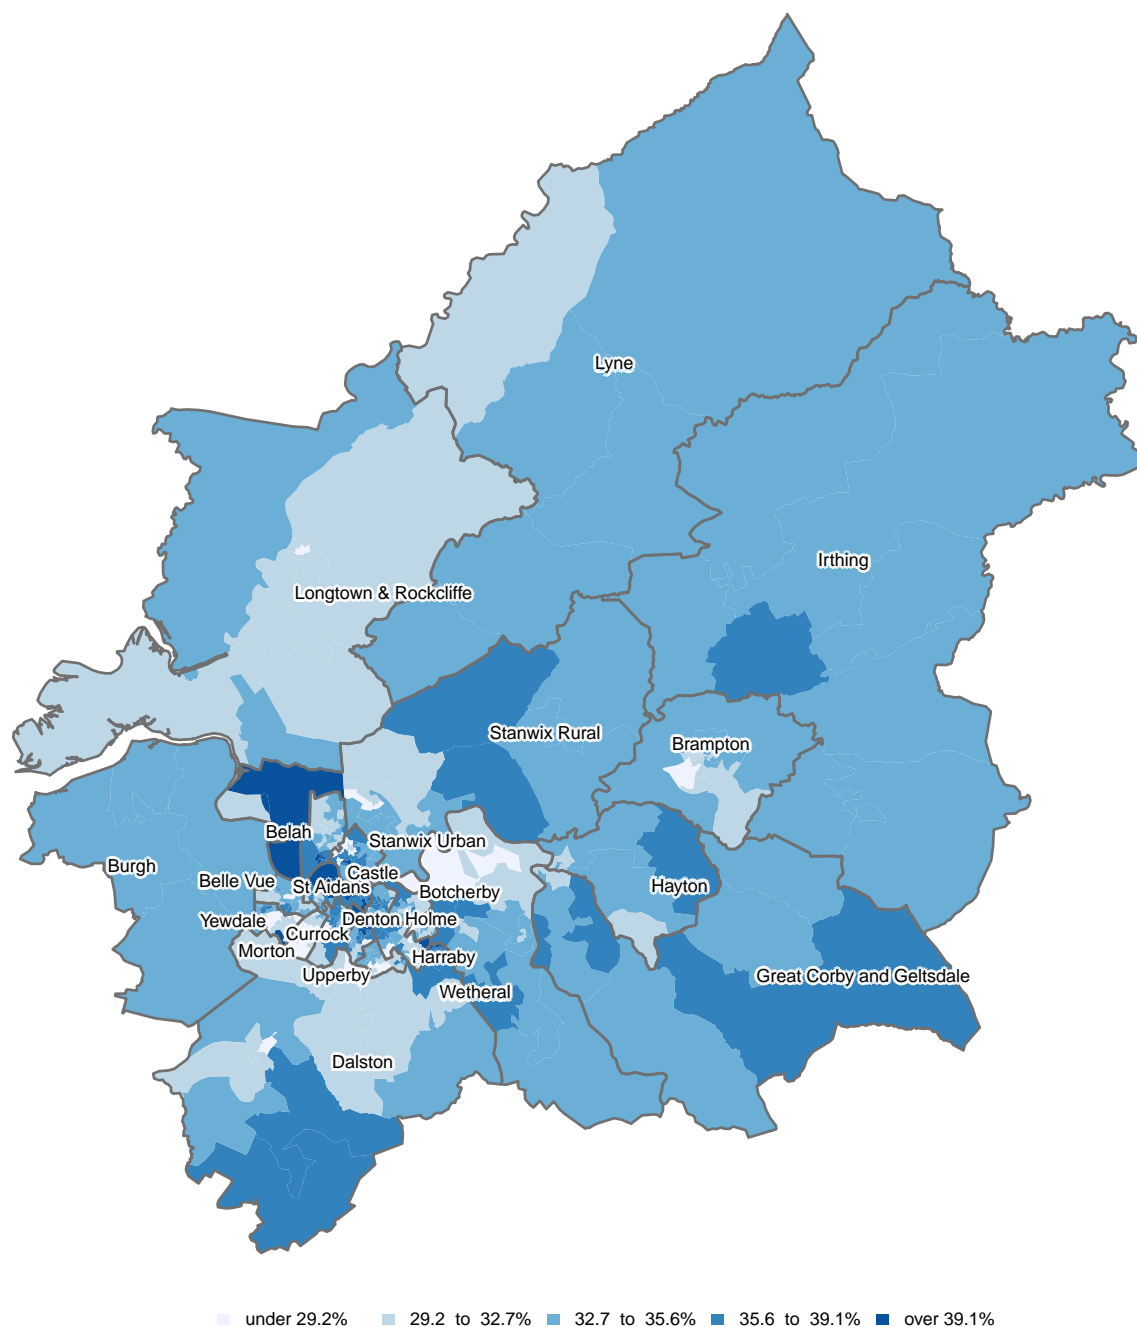 Lyne
Irthing
Longtown & Rockcliffe
Stanwix Rural
Brampton
Belah
Stanwix Urban
Burgh
Castle
Belle Vue
St Aidans
Hayton
Botcherby
Yewdale
Denton Holme
Currock
Morton
Harraby
Upperby
Great Corby and Geltsdale
Wetheral
Dalston
under 29.2% 29.2 to 32.7% 32.7 to 35.6% 35.6 to 39.1% over 39.1%